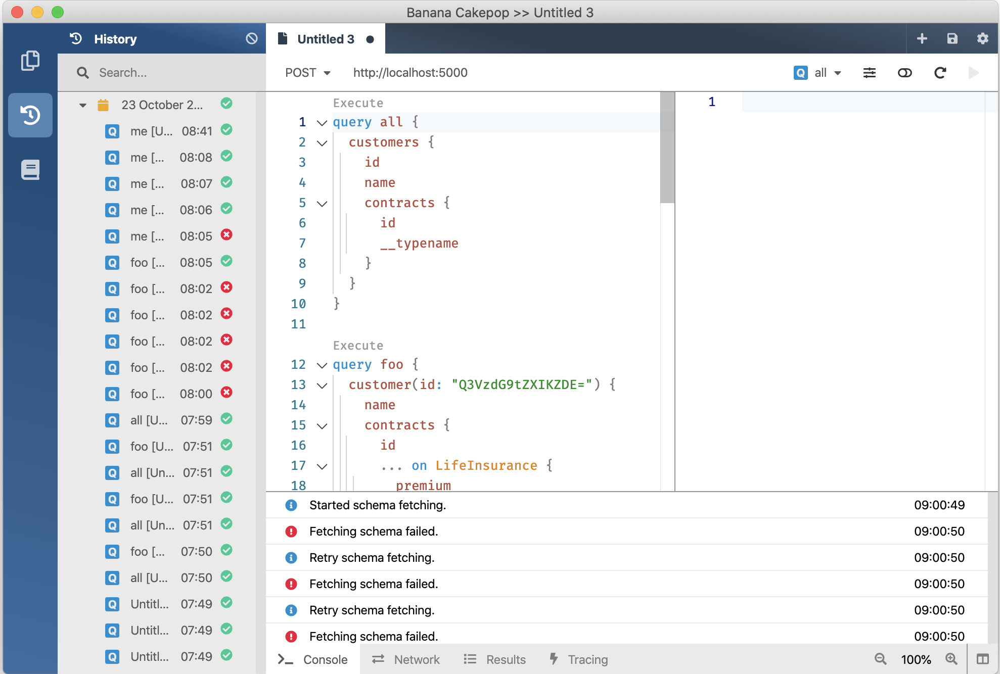 Banana Cakepop >> Untitled 3
History
Untitled 3
Search...
POST
http://localhost:5000
Q all
23 October 2...
Q me [U... 08:41
Q me [... 08:08
Q me [... 08:07
Q me [... 08:06
Q me [... 08:05
Q foo [... 08:05
Q foo [... 08:02
Q foo [... 08:02
Q foo [... 08:02
Q foo [... 08:02
Q foo [... 08:00
Q all [U... 07:59
Q foo [U... 07:51
Q all [Un... 07:51
Q foo [U... 07:51
Q all [Un... 07:51
Q foo [... 07:50
Q all [U... 07:50
Q Untitl... 07:49
Q Untitl... 07:49
Q Untitl... 07:49
Execute
1 query all {
2 customers {
3 id
4 name
5 contracts {
6 id
7 __typename
8 }
9 }
10 }
11
Execute
12 query foo {
13 customer(id: "Q3VzdG9tZXIKZDE=") {
14 name
15 contracts {
16 id
17 ... on LifeInsurance {
18 premium
1
Started schema fetching. 09:00:49
Fetching schema failed. 09:00:50
Retry schema fetching. 09:00:50
Fetching schema failed. 09:00:50
Retry schema fetching. 09:00:50
Fetching schema failed. 09:00:50
Console
Network
Results
Tracing
100%